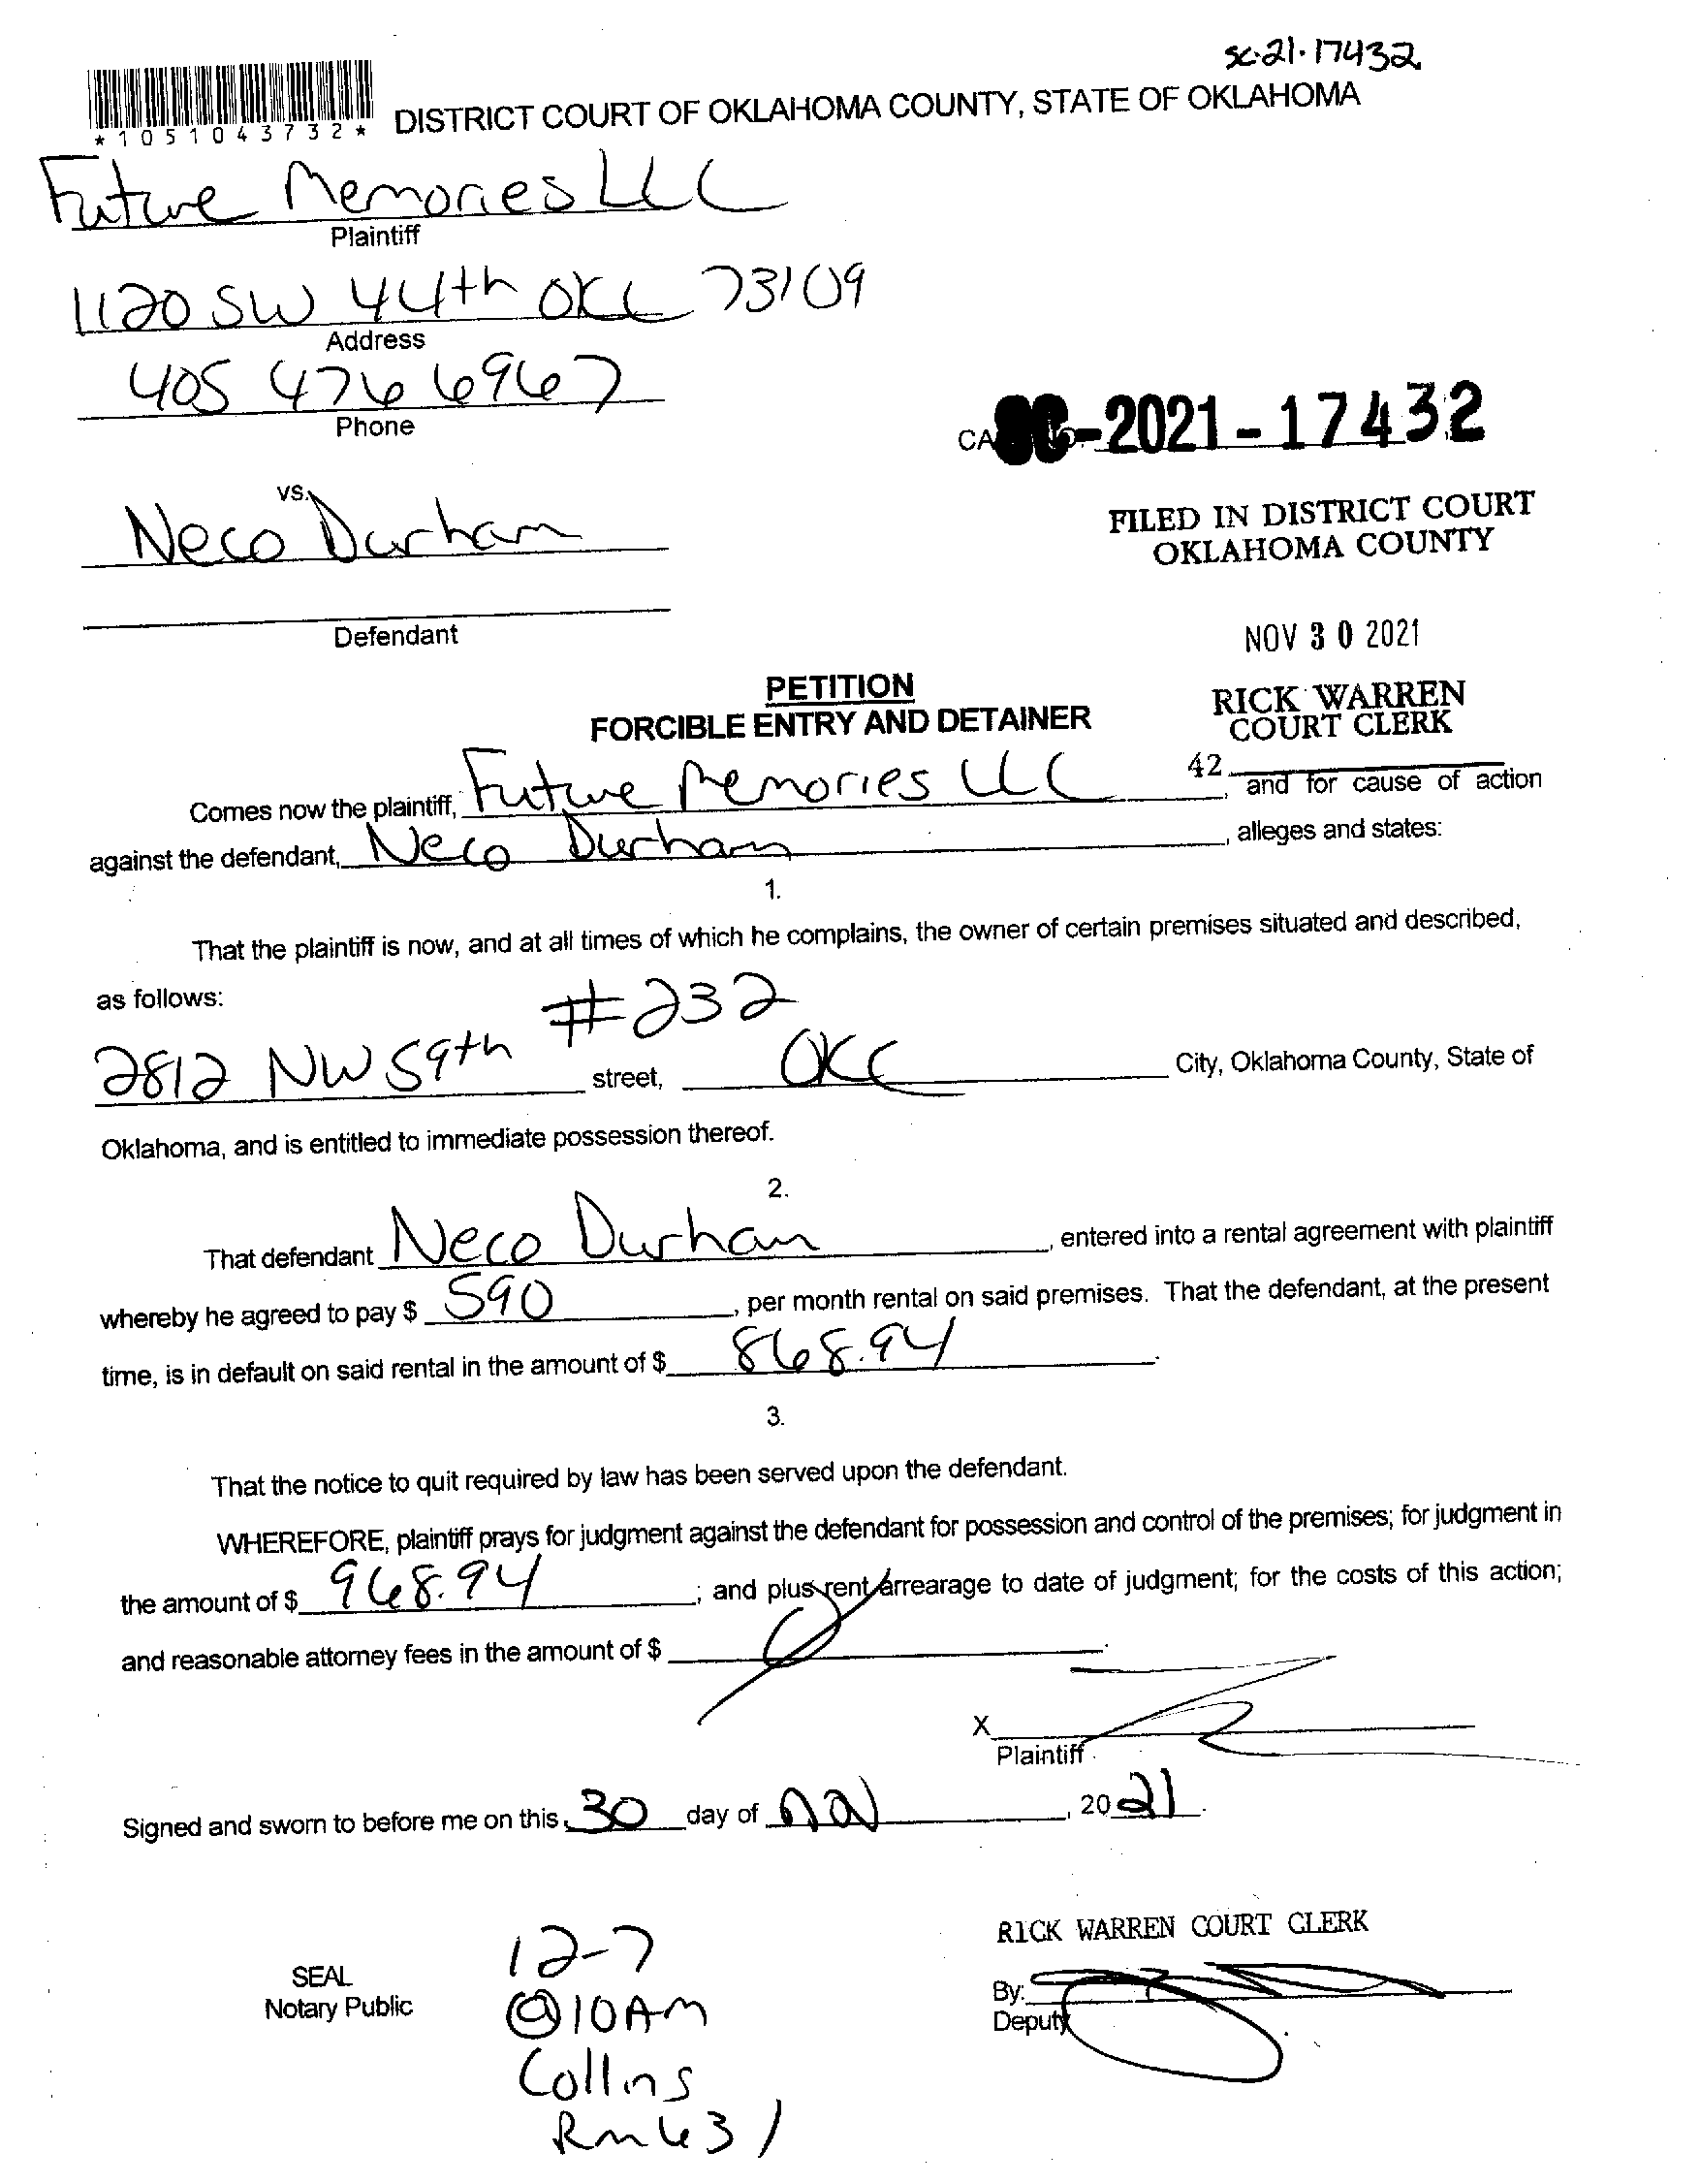 SC-21-17432
*1051043732*
DISTRICT COURT OF OKLAHOMA COUNTY, STATE OF OKLAHOMA
Future Memories LLC
Plaintiff
1120 SW 44th OKC 73109
Address
405 476 6967
Phone
SC-2021-17432
vs.
Neco Durham
FILED IN DISTRICT COURT
OKLAHOMA COUNTY
Defendant
NOV 30 2021
PETITION
FORCIBLE ENTRY AND DETAINER
RICK WARREN
COURT CLERK
42
Comes now the plaintiff, Future Memories LLC, and for cause of action
against the defendant, Neco Durham, alleges and states:
1.
That the plaintiff is now, and at all times of which he complains, the owner of certain premises situated and described,
as follows:
#232
2812 NW 59th street, OKC City, Oklahoma County, State of
Oklahoma, and is entitled to immediate possession thereof.
2.
That defendant Neco Durham, entered into a rental agreement with plaintiff
whereby he agreed to pay $ 590, per month rental on said premises. That the defendant, at the present
time, is in default on said rental in the amount of $ 868.94.
3.
That the notice to quit required by law has been served upon the defendant.
WHEREFORE, plaintiff prays for judgment against the defendant for possession and control of the premises; for judgment in
the amount of $ 968.94; and plus rent arrearage to date of judgment; for the costs of this action;
and reasonable attorney fees in the amount of $
X
Plaintiff
Signed and sworn to before me on this 30 day of Nov, 2021.
RICK WARREN COURT CLERK
SEAL
Notary Public
By:
Deputy
12-7
@10AM
Collins
Rm 631